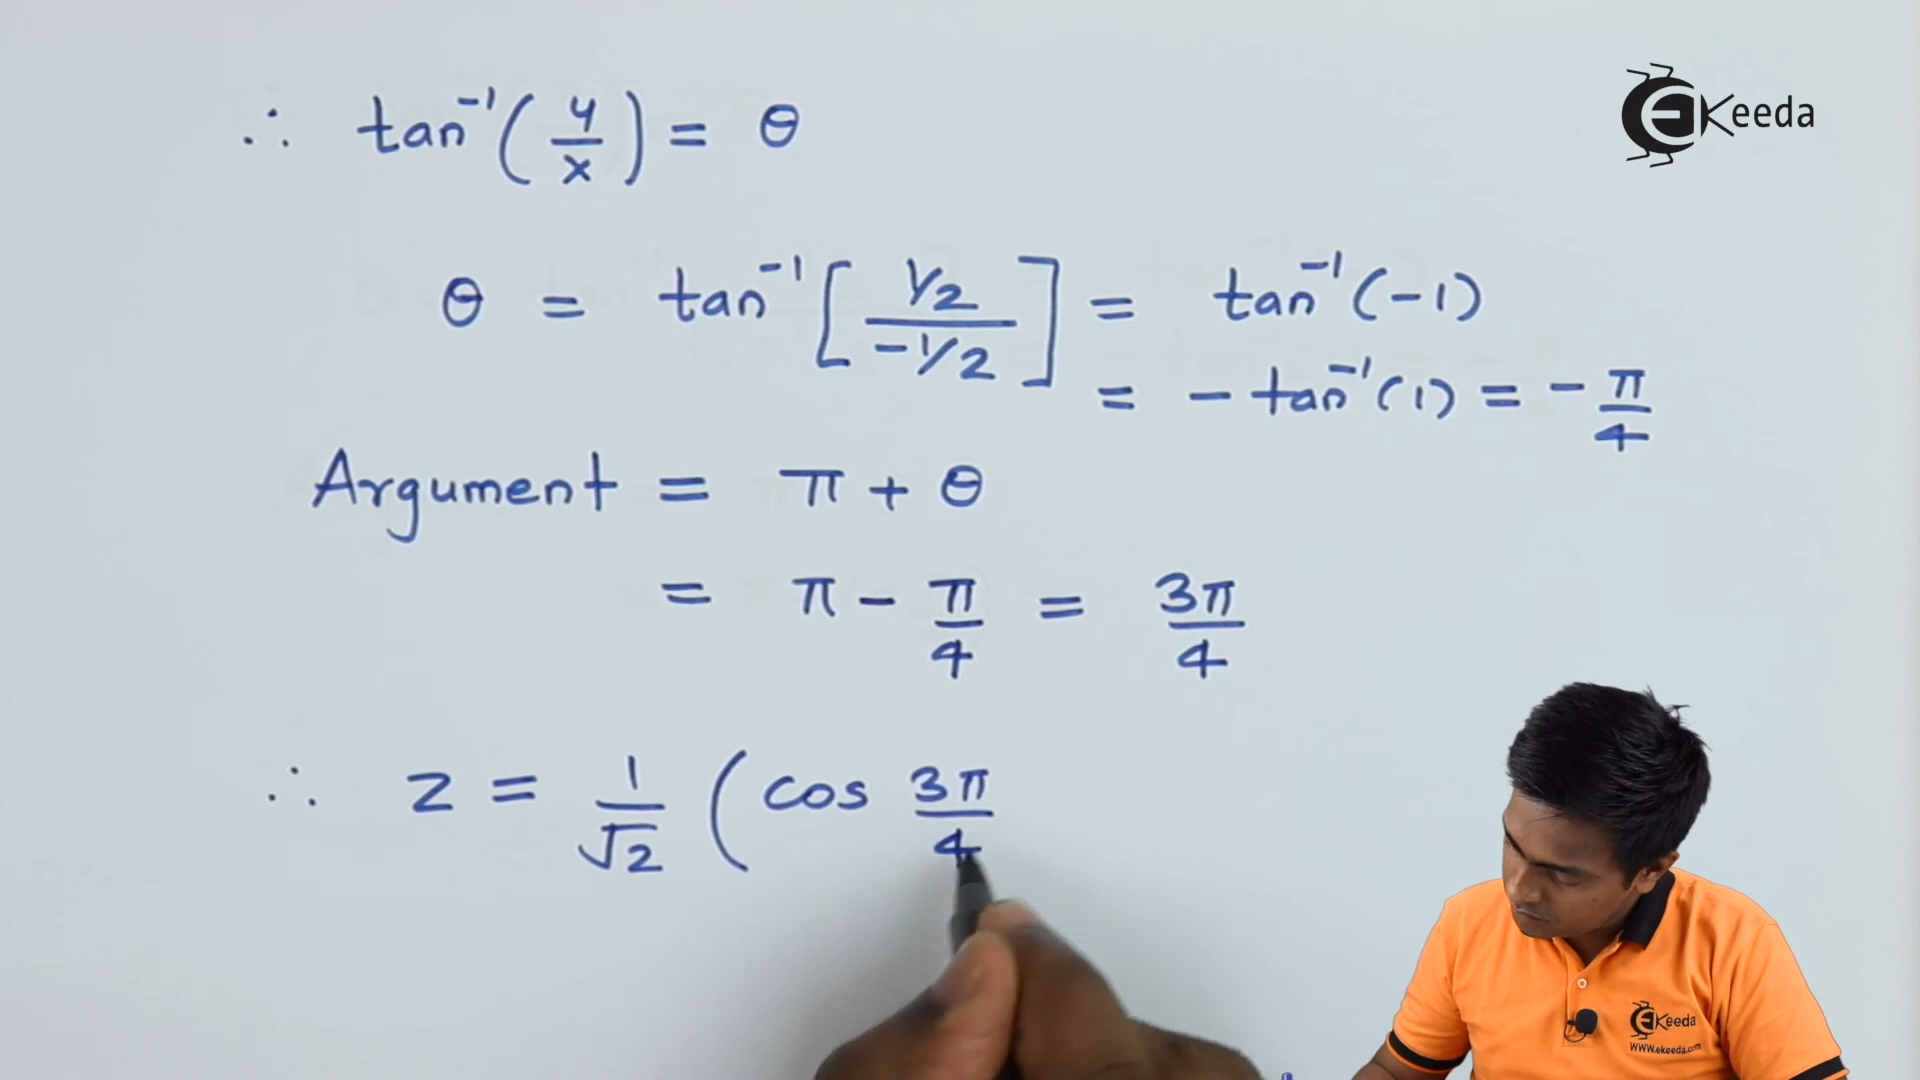 ∴ tan⁻¹(y/x) = θ
EKeeda
θ = tan⁻¹[(1/2)/(-1/2)] = tan⁻¹(-1)
= - tan⁻¹(1) = - π/4
Argument = π + θ
= π - π/4 = 3π/4
∴ z = 1/√2 (cos 3π/4
EKeeda
www.ekeeda.com